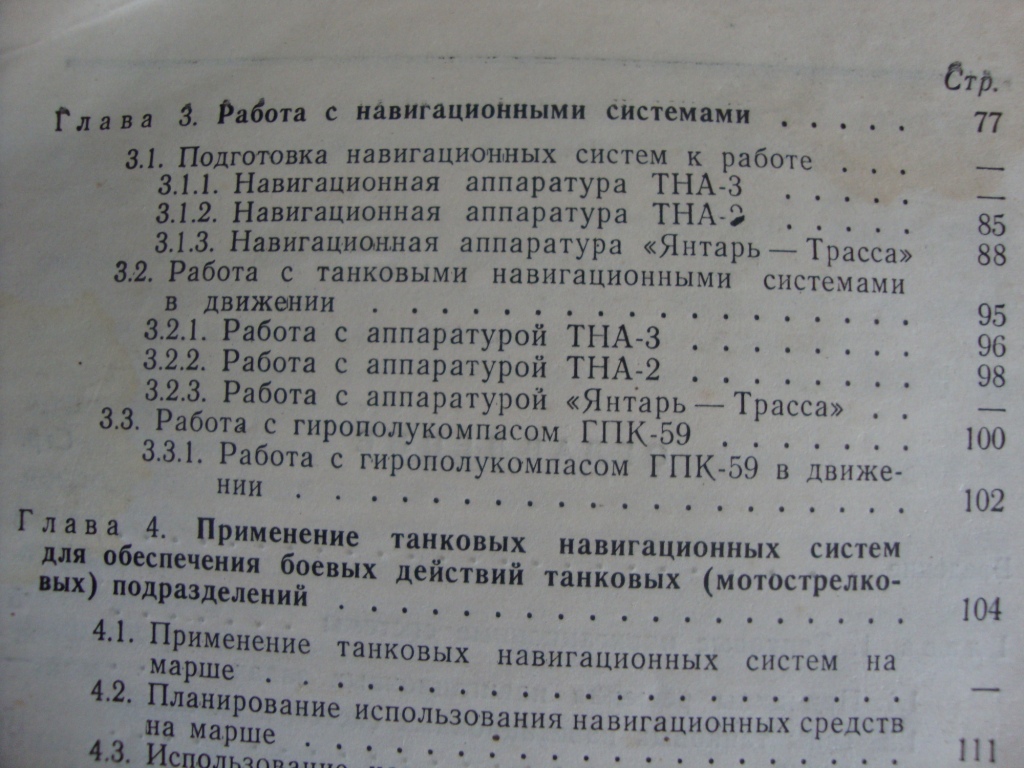 Стр.
Глава 3. Работа с навигационными системами . . . . . 77
3.1. Подготовка навигационных систем к работе . . . —
3.1.1. Навигационная аппаратура ТНА-3 . . . . . —
3.1.2. Навигационная аппаратура ТНА-2 . . . . . 85
3.1.3. Навигационная аппаратура «Янтарь — Трасса» 88
3.2. Работа с танковыми навигационными системами
в движении . . . . . . . . . . . . . . 95
3.2.1. Работа с аппаратурой ТНА-3 . . . . . . . 96
3.2.2. Работа с аппаратурой ТНА-2 . . . . . . . 98
3.2.3. Работа с аппаратурой «Янтарь — Трасса» . . —
3.3. Работа с гирополукомпасом ГПК-59 . . . . . . 100
3.3.1. Работа с гирополукомпасом ГПК-59 в движе-
нии . . . . . . . . . . . . . . . . 102
Глава 4. Применение танковых навигационных систем
для обеспечения боевых действий танковых (мотострелко-
вых) подразделений . . . . . . . . . . . . . 104
4.1. Применение танковых навигационных систем на
марше . . . . . . . . . . . . . . . . —
4.2. Планирование использования навигационных средств
на марше . . . . . . . . . . . . . . . 111
4.3. Использование